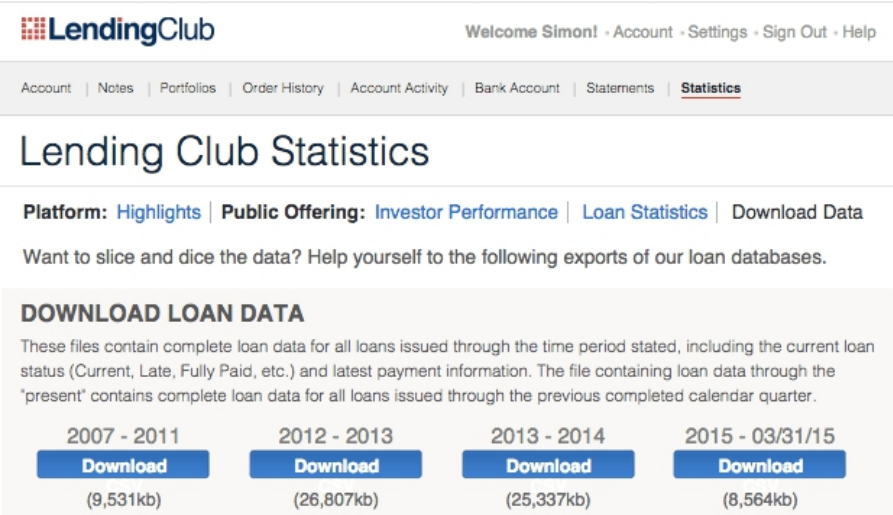 LendingClub
Welcome Simon! • Account • Settings • Sign Out • Help
Account | Notes | Portfolios | Order History | Account Activity | Bank Account | Statements | Statistics
Lending Club Statistics
Platform: Highlights | Public Offering: Investor Performance | Loan Statistics | Download Data
Want to slice and dice the data? Help yourself to the following exports of our loan databases.
DOWNLOAD LOAN DATA
These files contain complete loan data for all loans issued through the time period stated, including the current loan
status (Current, Late, Fully Paid, etc.) and latest payment information. The file containing loan data through the
"present" contains complete loan data for all loans issued through the previous completed calendar quarter.
2007 - 2011 2012 - 2013 2013 - 2014 2015 - 03/31/15
Download Download Download Download
CSV CSV CSV CSV
(9,531kb) (26,807kb) (25,337kb) (8,564kb)